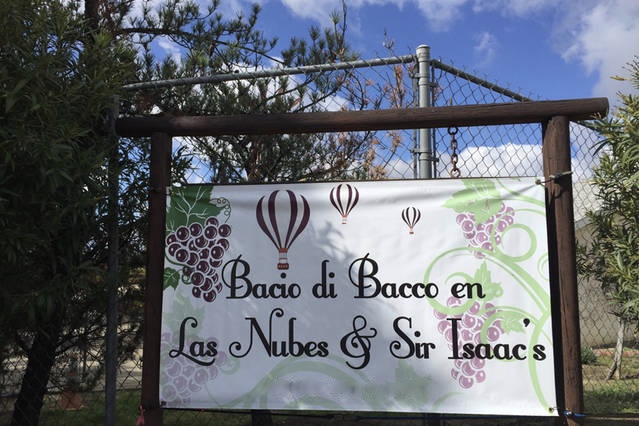 Bacio di Bacco en
Las Nubes & Sir Isaac's